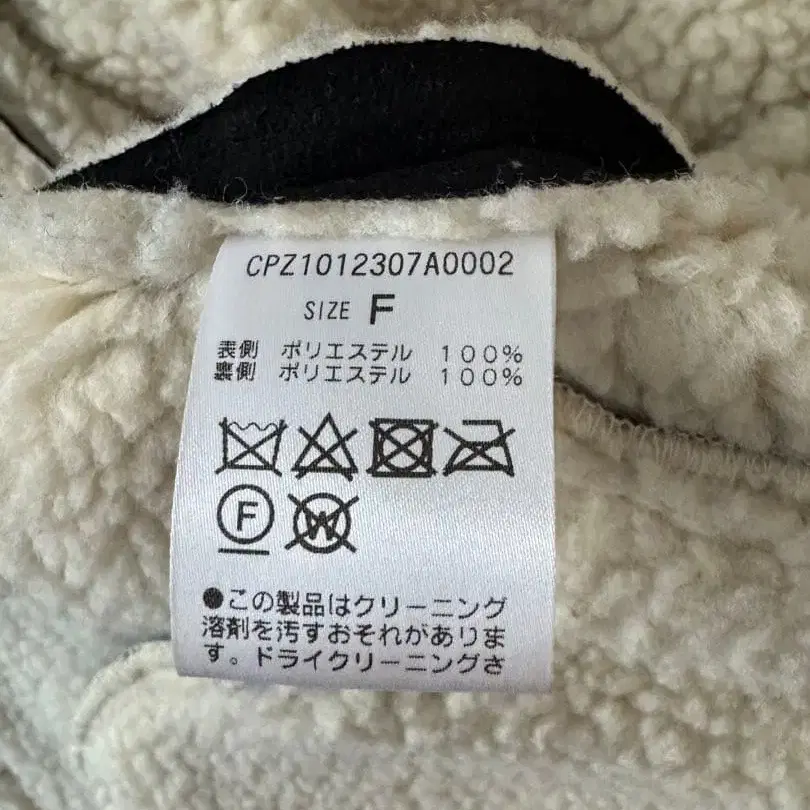 CPZ1012307A0002
SIZE F
表側 ポリエステル 100%
裏側 ポリエステル 100%
F W
●この製品はクリーニング
溶剤を汚すおそれがありま
す。ドライクリーニングさ